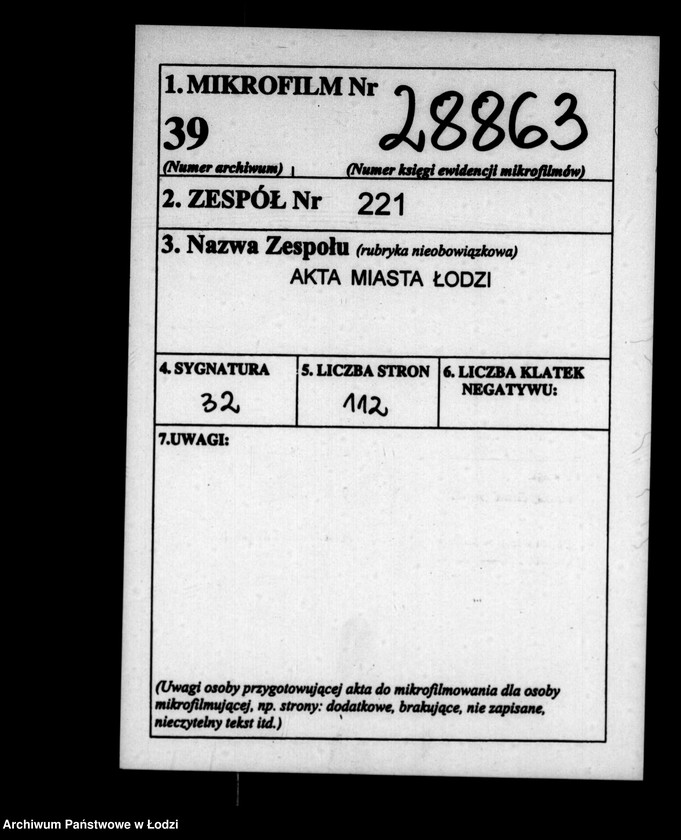 1. MIKROFILM Nr
39 28863
(Numer archiwum) (Numer księgi ewidencji mikrofilmów)
2. ZESPÓŁ Nr 221
3. Nazwa Zespołu (rubryka nieobowiązkowa)
AKTA MIASTA ŁODZI
4. SYGNATURA 5. LICZBA STRON 6. LICZBA KLATEK
NEGATYWU:
32 112
7.UWAGI:
(Uwagi osoby przygotowującej akta do mikrofilmowania dla osoby
mikrofilmującej, np. strony: dodatkowe, brakujące, nie zapisane,
nieczytelny tekst itd.)
Archiwum Państwowe w Łodzi